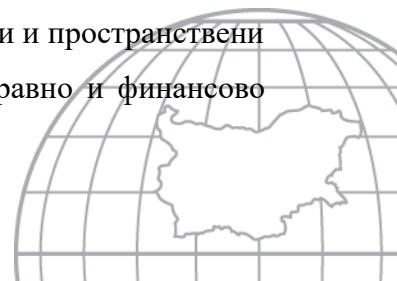 и и пространствени
равно и финансово